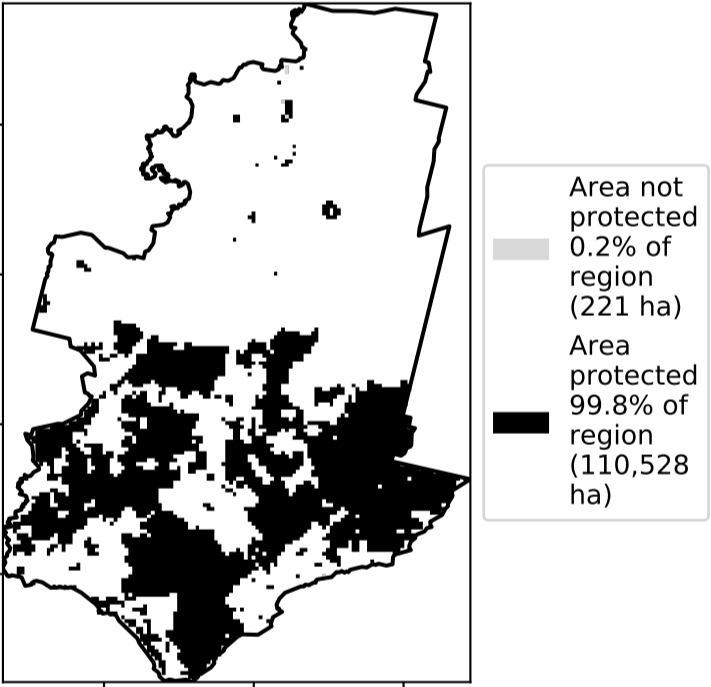 Area not
protected
0.2% of
region
(221 ha)
Area
protected
99.8% of
region
(110,528
ha)